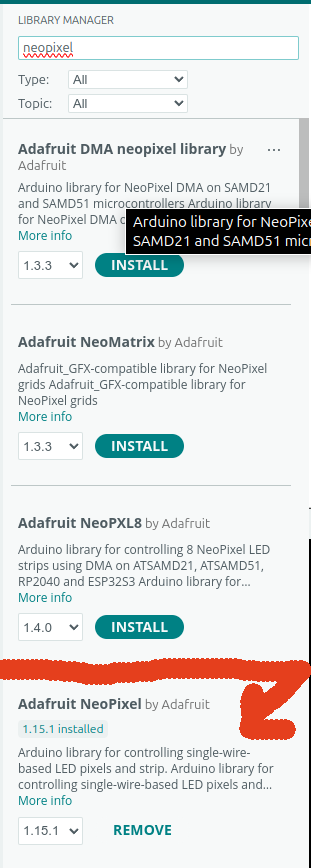 LIBRARY MANAGER
neopixel
Type: All
Topic: All
Adafruit DMA neopixel library by
Adafruit
Arduino library for NeoPixel DMA on SAMD21
and SAMD51 microcontrollers Arduino library
for NeoPixel DMA
Arduino library for NeoPixe
SAMD21 and SAMD51 micr
More info
1.3.3 INSTALL
Adafruit NeoMatrix by Adafruit
Adafruit_GFX-compatible library for NeoPixel
grids Adafruit_GFX-compatible library for
NeoPixel grids
More info
1.3.3 INSTALL
Adafruit NeoPXL8 by Adafruit
Arduino library for controlling 8 NeoPixel LED
strips using DMA on ATSAMD21, ATSAMD51,
RP2040 and ESP32S3 Arduino library for...
More info
1.4.0 INSTALL
Adafruit NeoPixel by Adafruit
1.15.1 installed
Arduino library for controlling single-wire-
based LED pixels and strip. Arduino library for
controlling single-wire-based LED pixels and...
More info
1.15.1 REMOVE